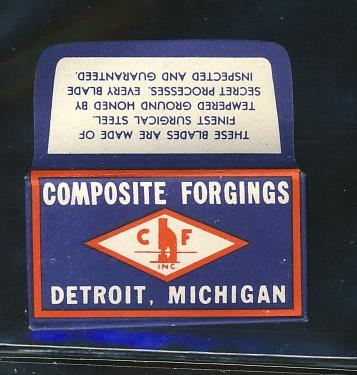 THESE BLADES ARE MADE OF
FINEST SURGICAL STEEL.
TEMPERED GROUND HONED BY
SECRET PROCESSES. EVERY BLADE
INSPECTED AND GUARANTEED.
COMPOSITE FORGINGS
C F
INC.
DETROIT, MICHIGAN